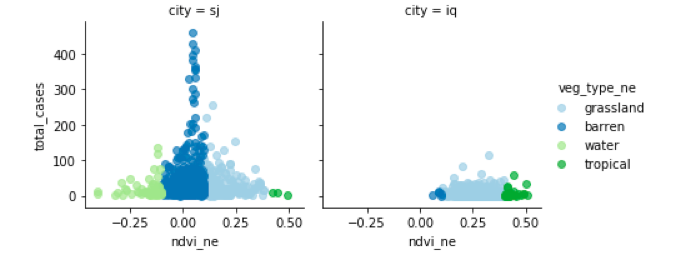 city = sj
city = iq
total_cases
400
300
200
100
0
−0.25 0.00 0.25 0.50
ndvi_ne
−0.25 0.00 0.25 0.50
ndvi_ne
veg_type_ne
grassland
barren
water
tropical